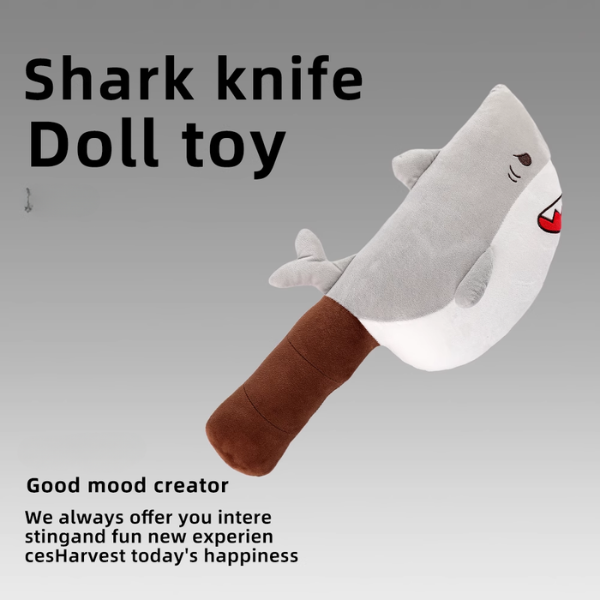 Shark knife
Doll toy
Good mood creator
We always offer you intere
stingand fun new experien
cesHarvest today's happiness